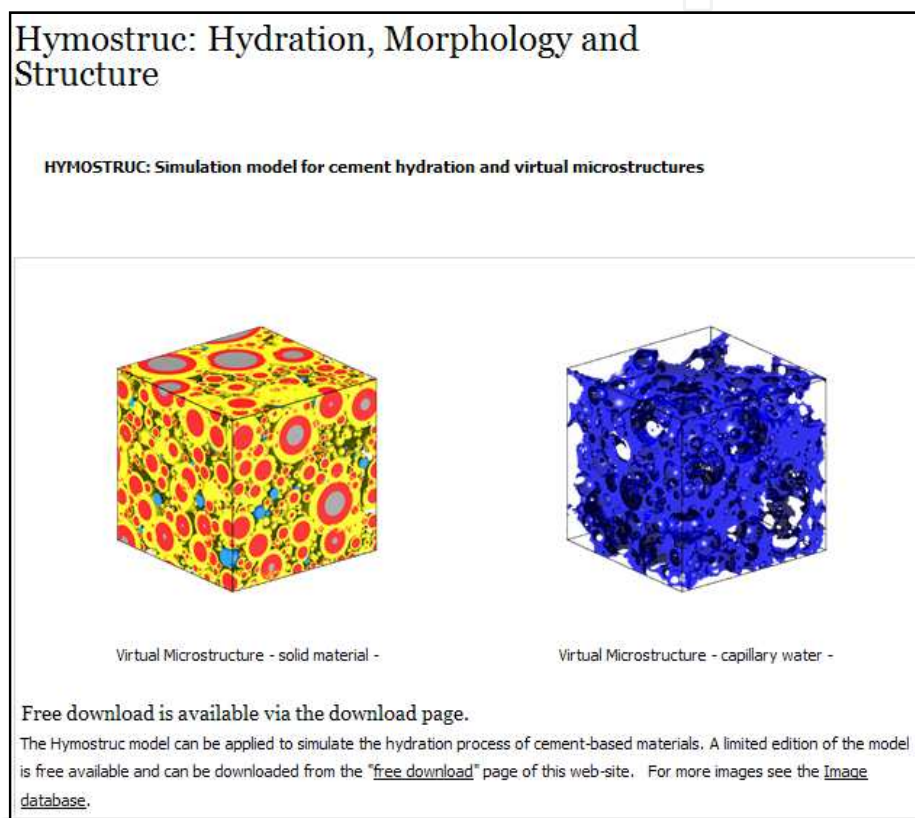 Hymostruc: Hydration, Morphology and
Structure
HYMOSTRUC: Simulation model for cement hydration and virtual microstructures
Virtual Microstructure - solid material -
Virtual Microstructure - capillary water -
Free download is available via the download page.
The Hymostruc model can be applied to simulate the hydration process of cement-based materials. A limited edition of the model
is free available and can be downloaded from the "free download" page of this web-site. For more images see the Image
database.